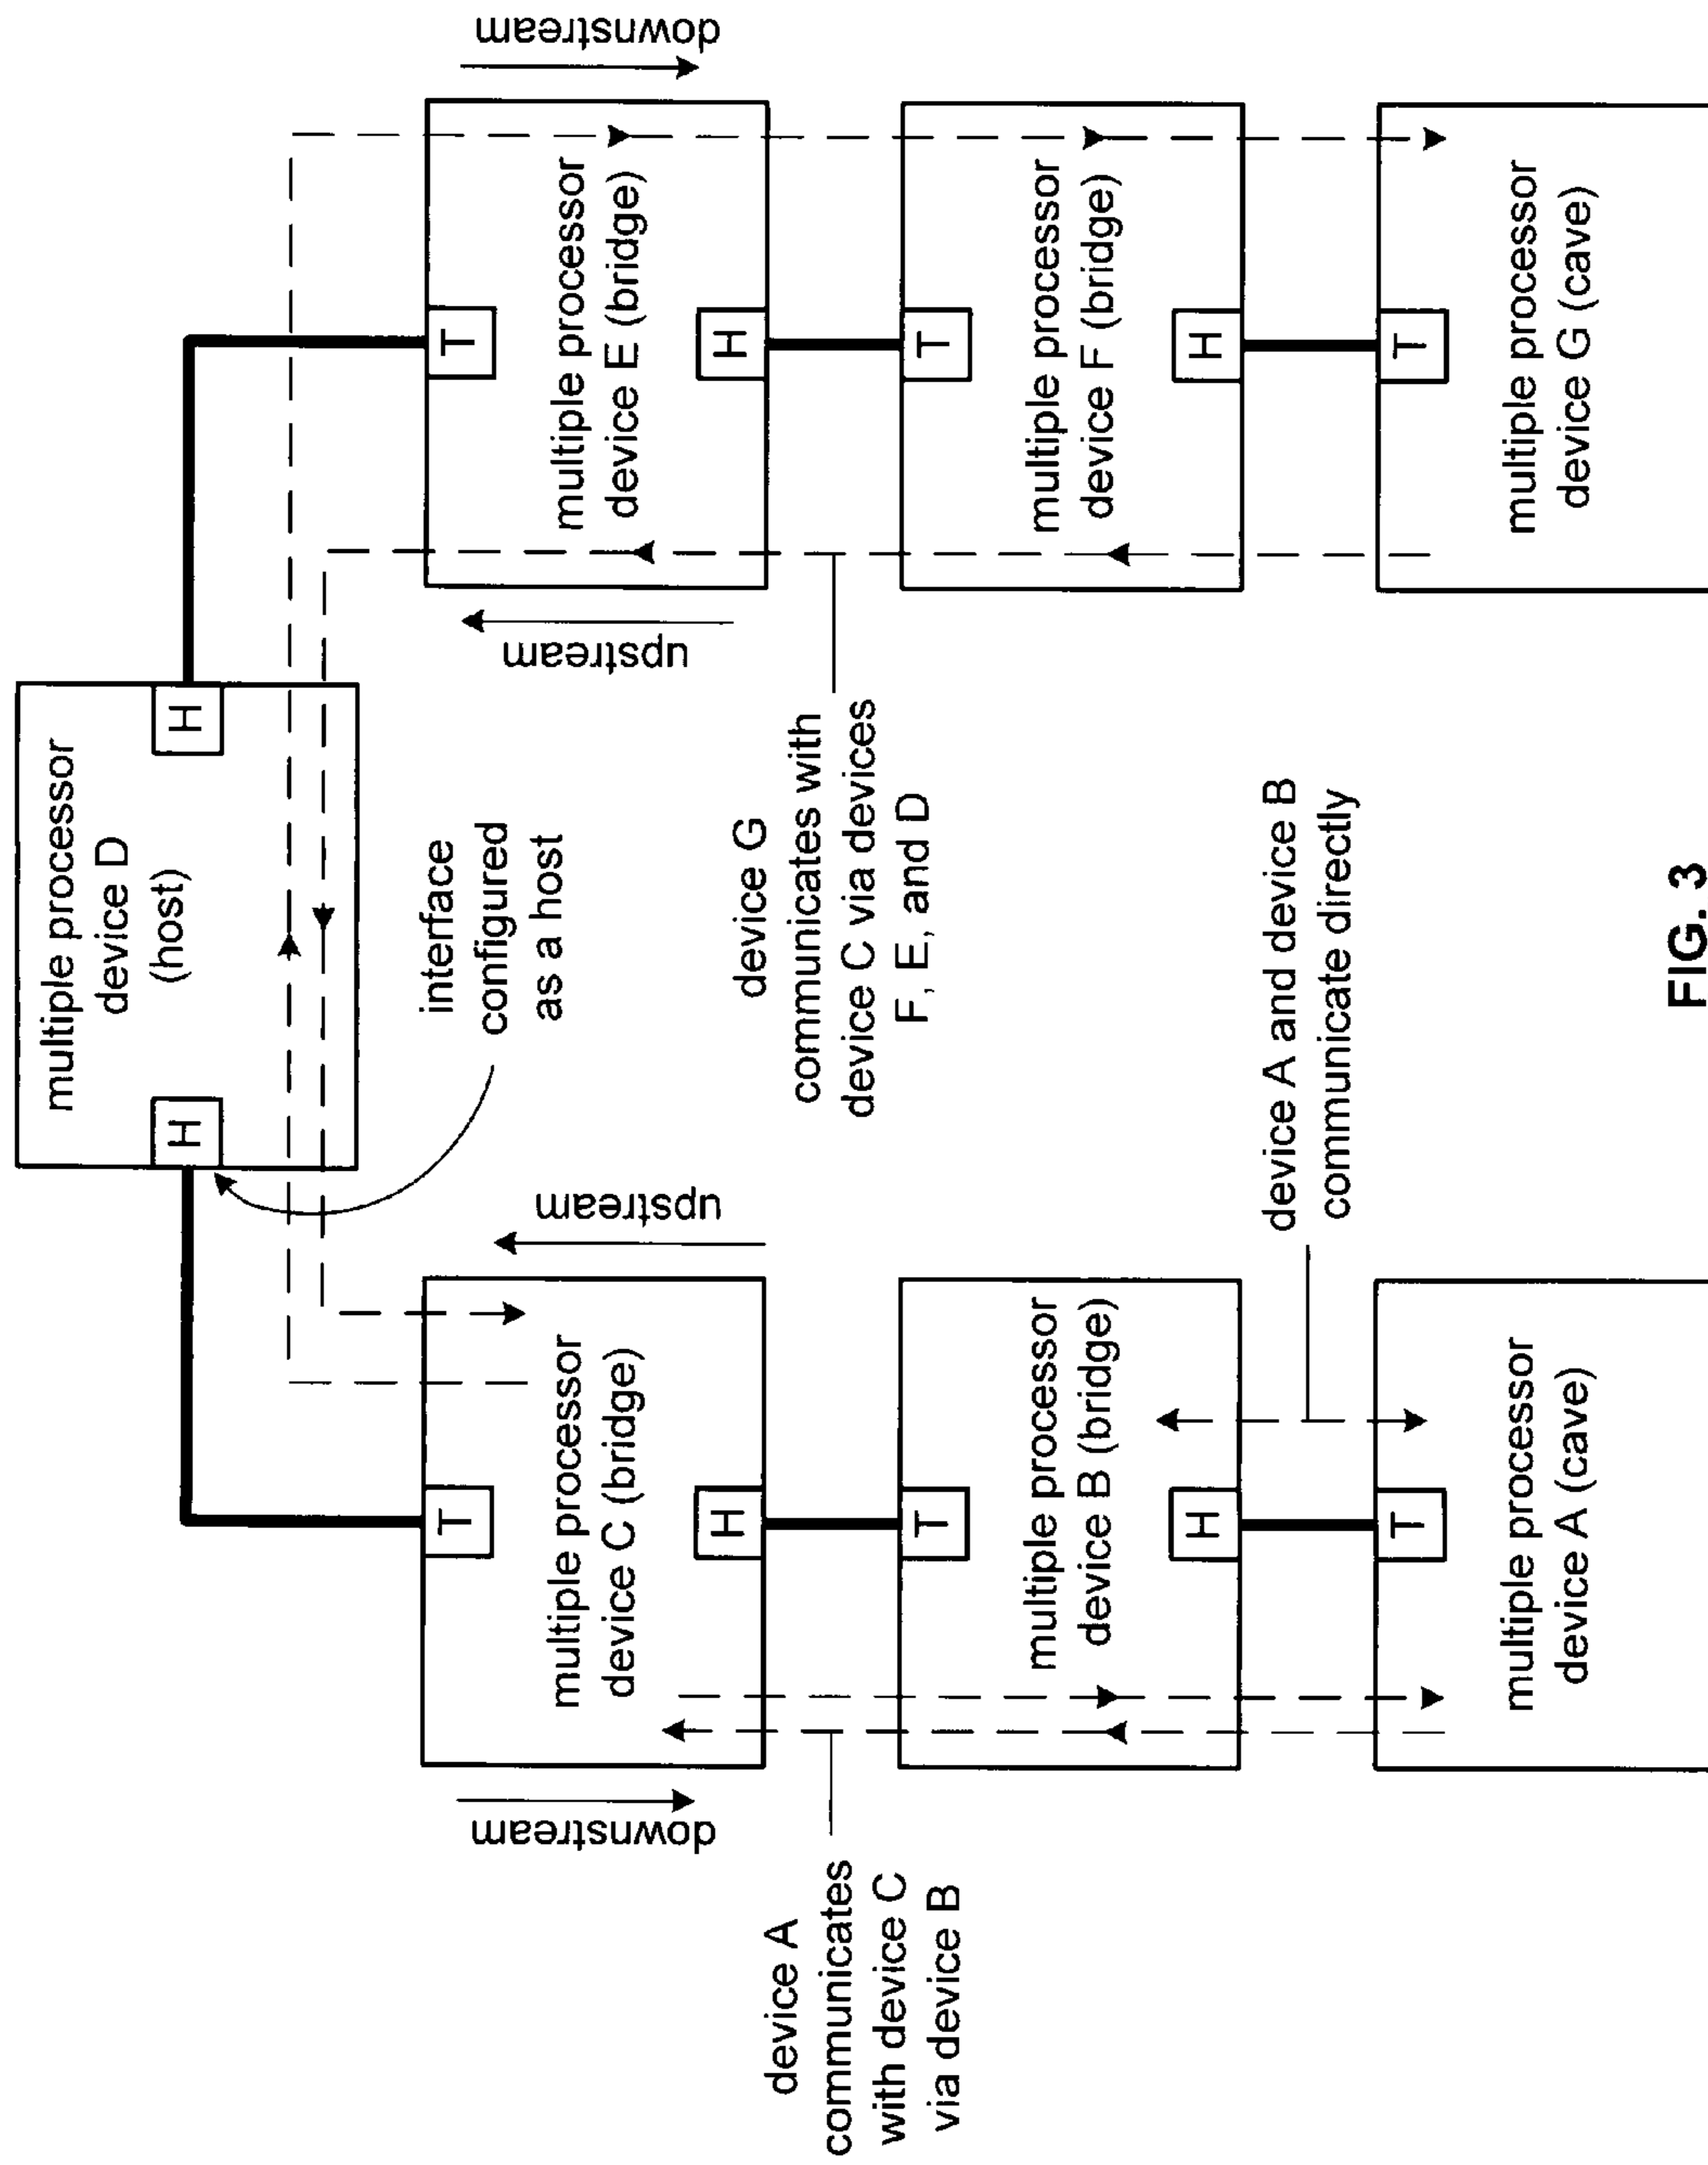 multiple processor
device D
(host)
H
H
interface
configured
as a host
upstream
downstream
upstream
downstream
T
multiple processor
device C (bridge)
H
T
multiple processor
device E (bridge)
H
device A
communicates
with device C
via device B
device G
communicates with
device C via devices
F, E, and D
T
multiple processor
device B (bridge)
H
T
multiple processor
device F (bridge)
H
device A and device B
communicate directly
T
multiple processor
device A (cave)
T
multiple processor
device G (cave)
FIG. 3